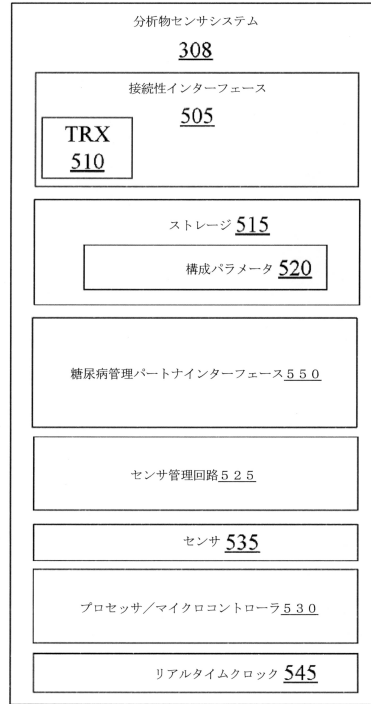 分析物センサシステム
308
接続性インターフェース
505
TRX
510
ストレージ 515
構成パラメータ 520
糖尿病管理パートナインターフェース５５０
センサ管理回路５２５
センサ 535
プロセッサ／マイクロコントローラ５３０
リアルタイムクロック 545